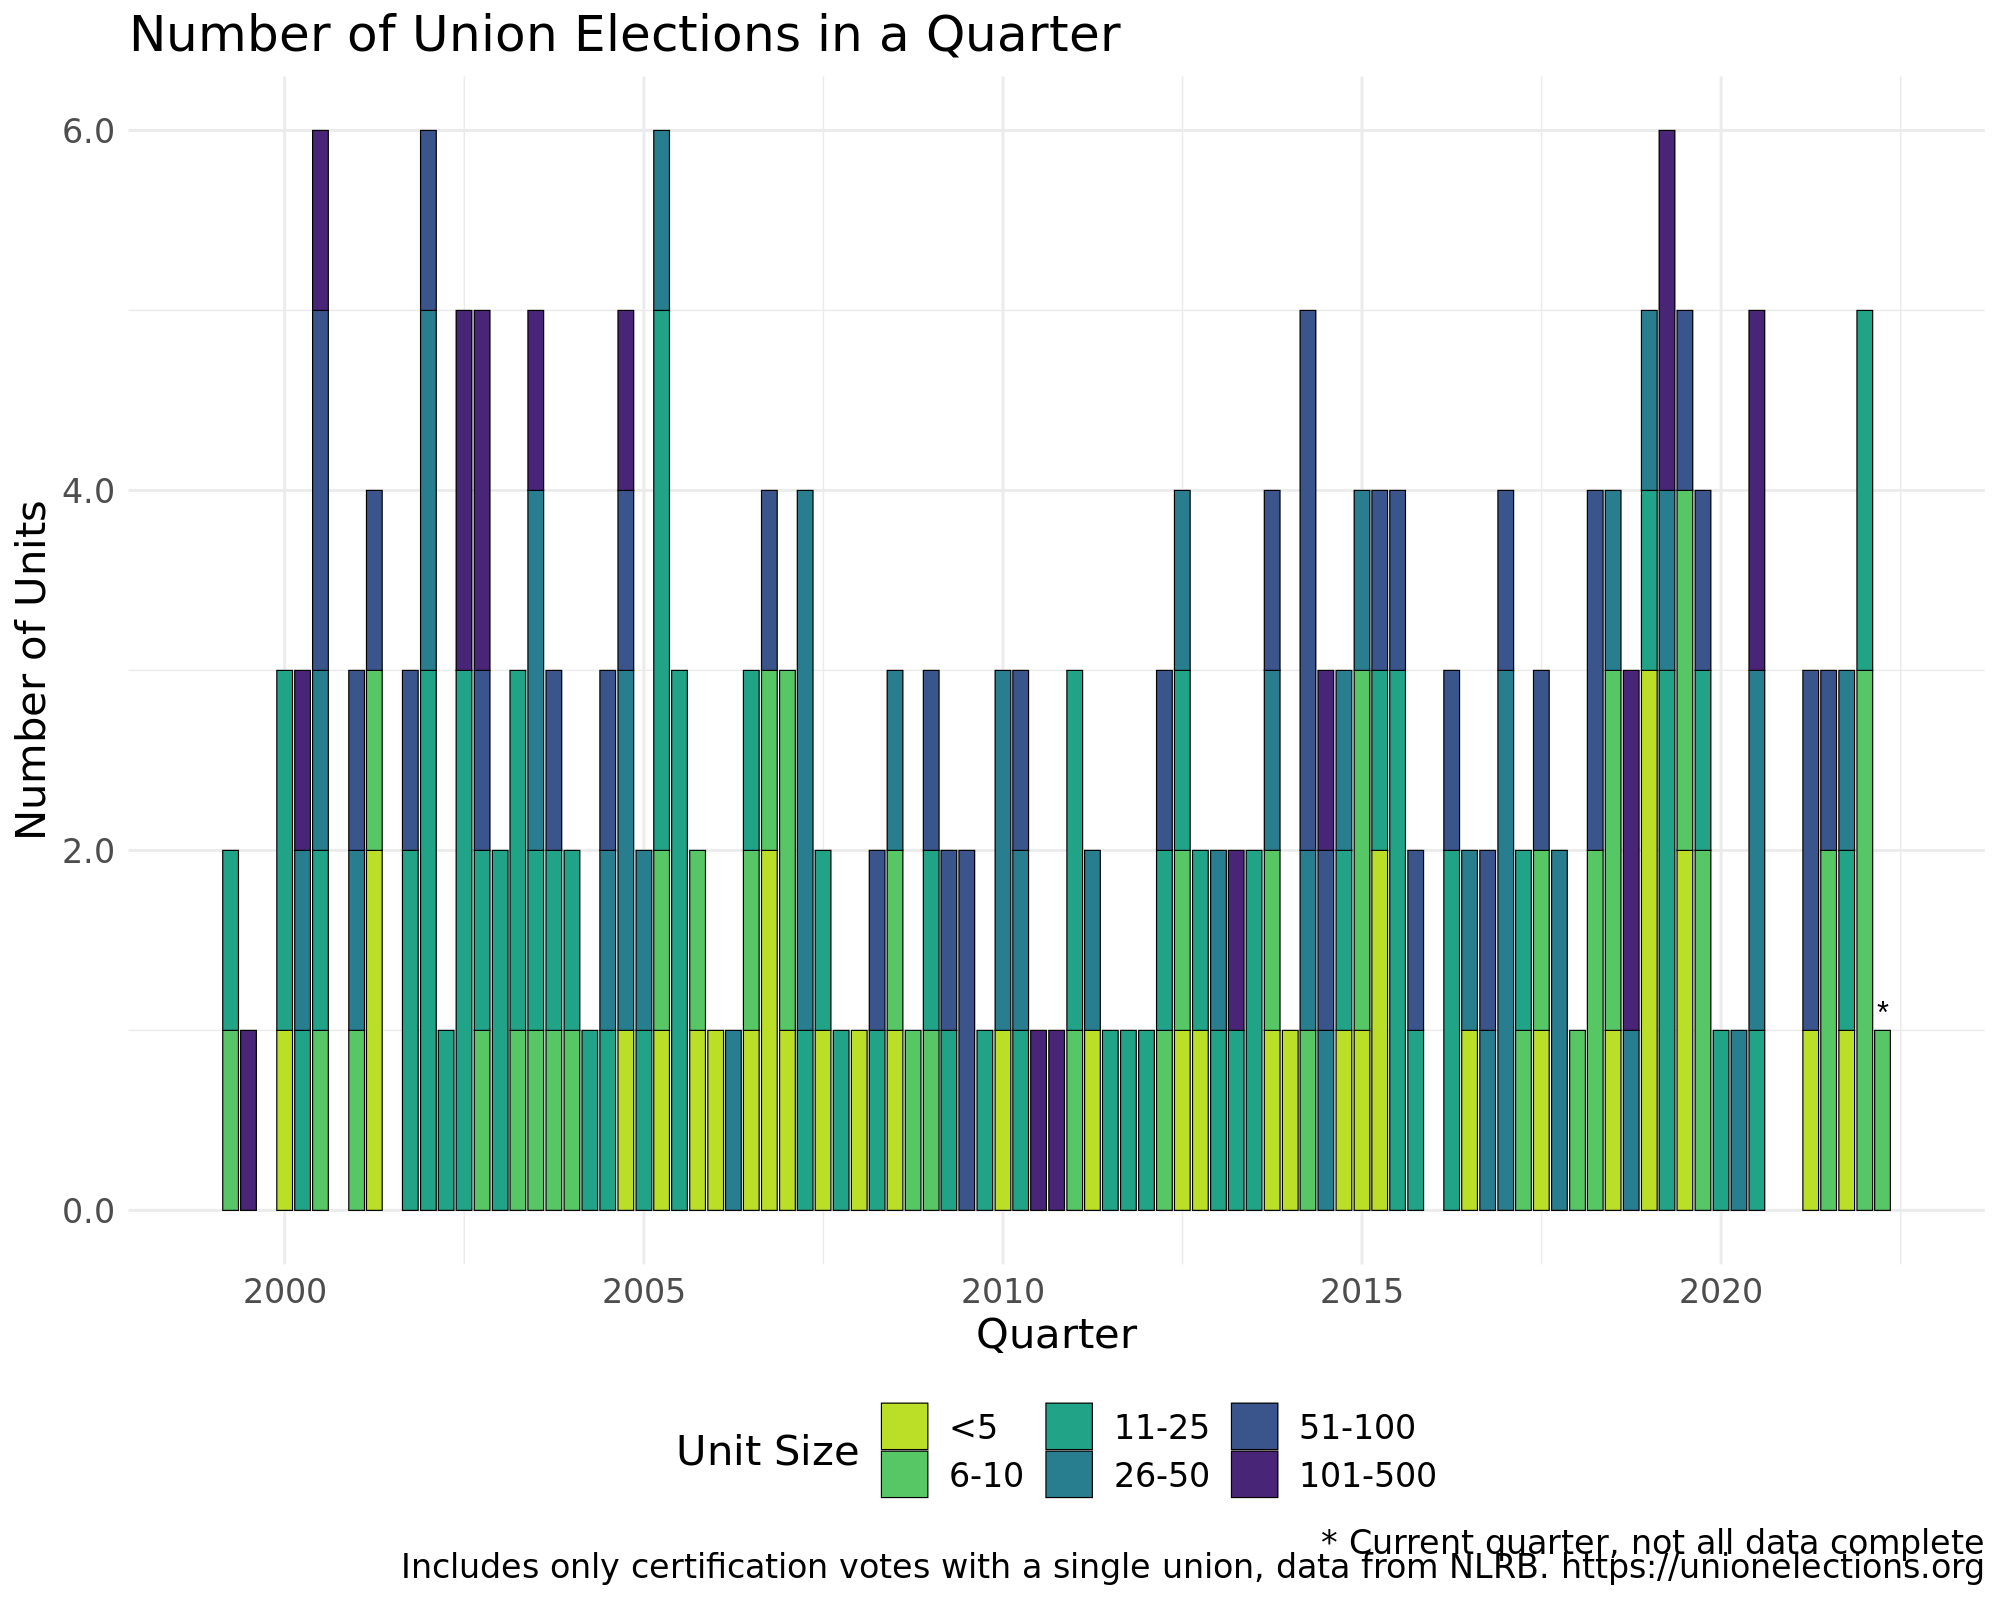 Number of Union Elections in a Quarter
Number of Units
6.0
4.0
2.0
0.0
*
2000 2005 2010 2015 2020
Quarter
Unit Size
<5 11-25 51-100
6-10 26-50 101-500
* Current quarter, not all data complete
Includes only certification votes with a single union, data from NLRB. https://unionelections.org